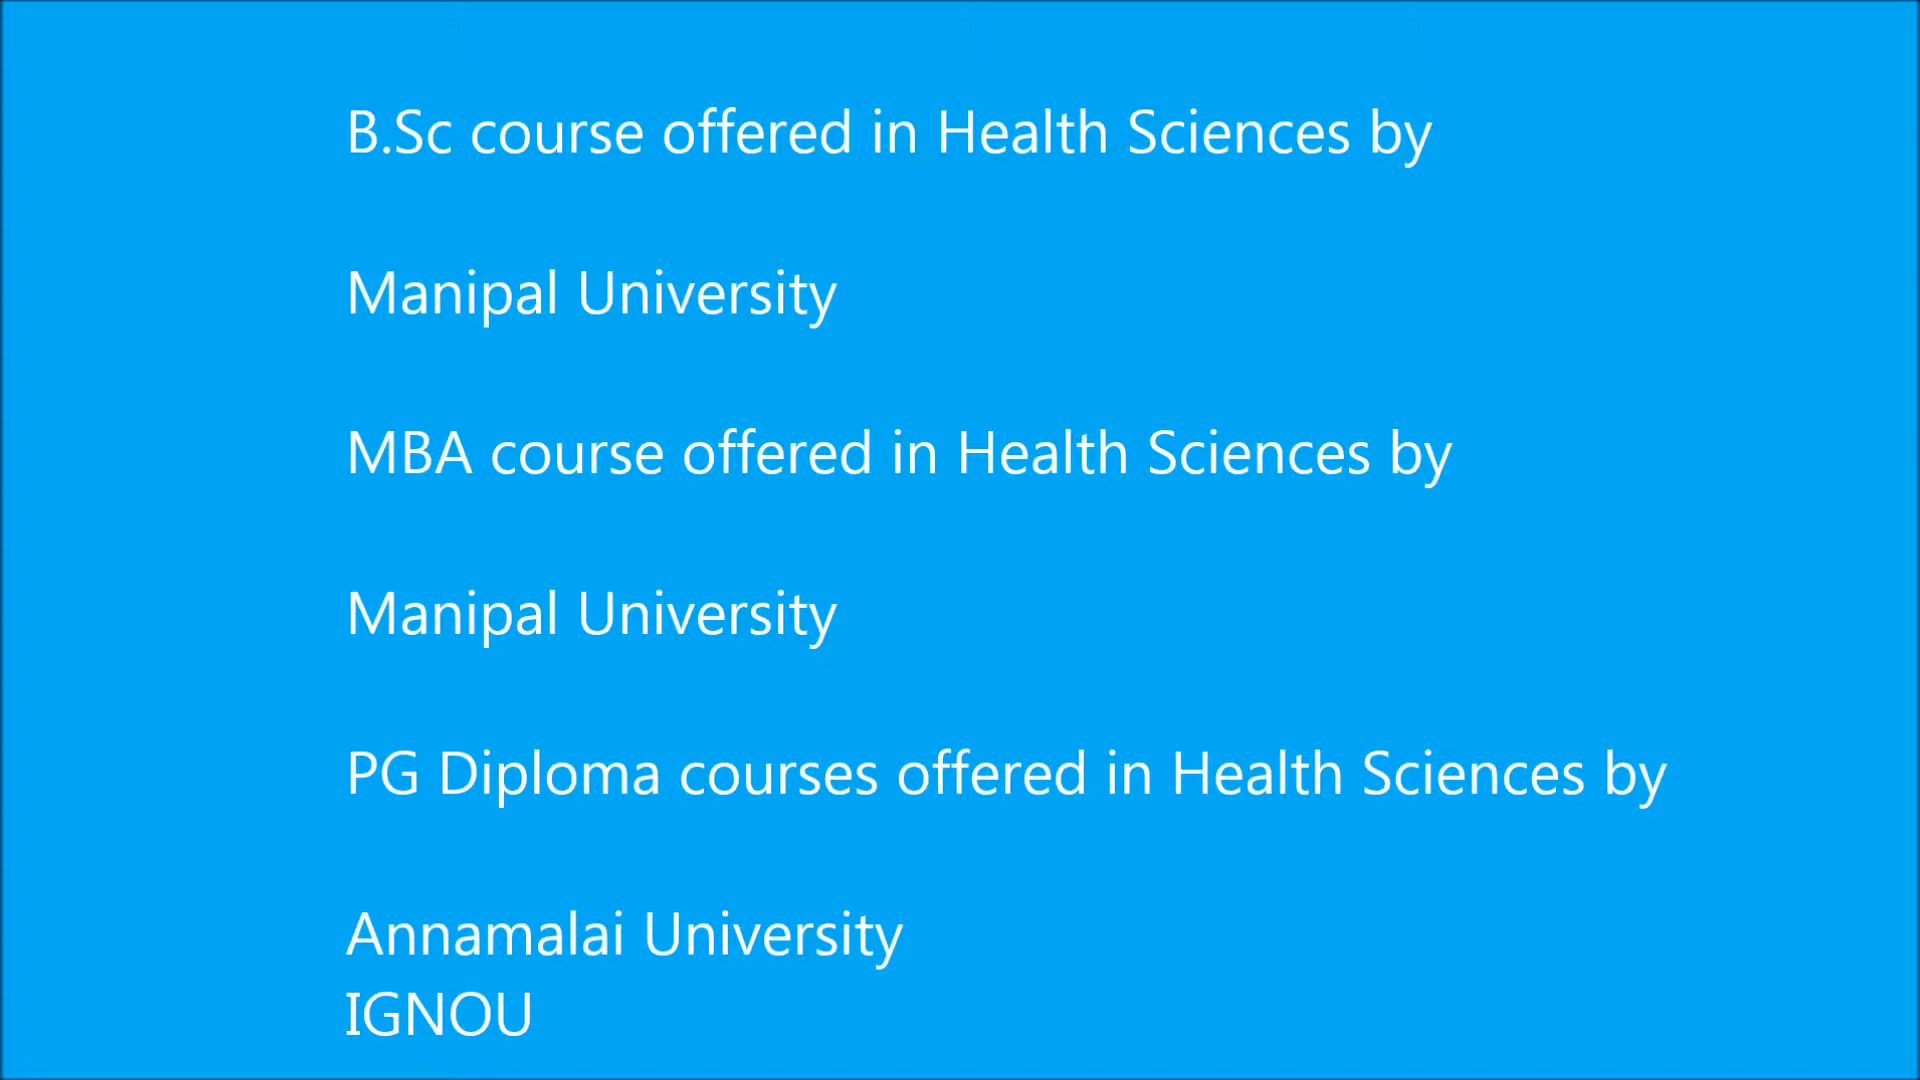 B.Sc course offered in Health Sciences by
Manipal University
MBA course offered in Health Sciences by
Manipal University
PG Diploma courses offered in Health Sciences by
Annamalai University
IGNOU